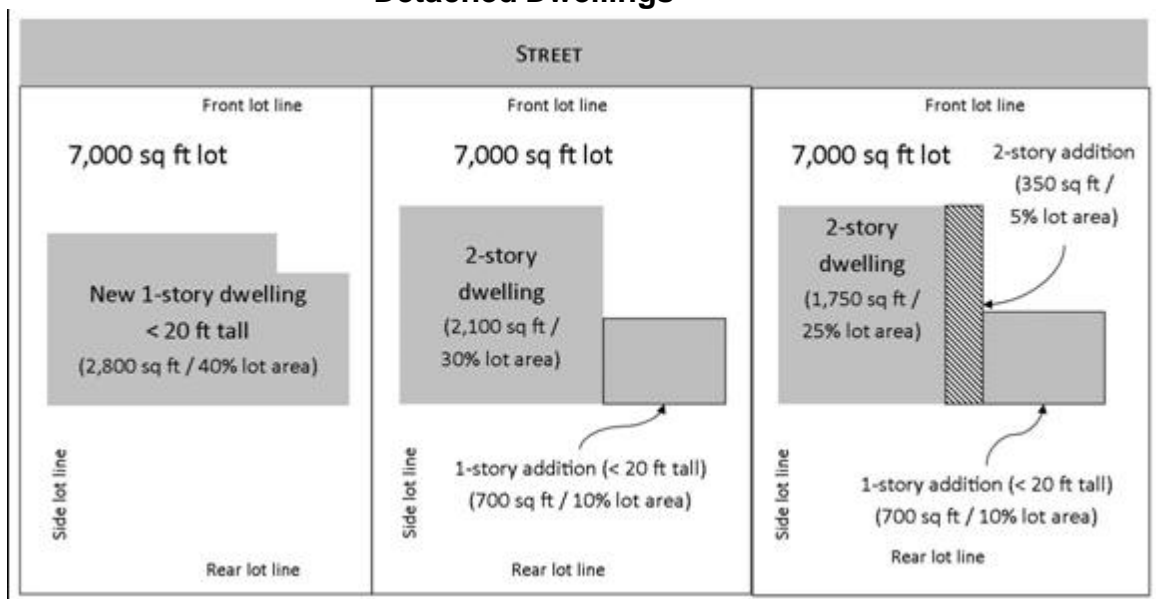 Detached Dwellings
STREET
Front lot line
7,000 sq ft lot
New 1-story dwelling
< 20 ft tall
(2,800 sq ft / 40% lot area)
Side lot line
Rear lot line
Front lot line
7,000 sq ft lot
2-story
dwelling
(2,100 sq ft /
30% lot area)
1-story addition (< 20 ft tall)
(700 sq ft / 10% lot area)
Side lot line
Rear lot line
Front lot line
7,000 sq ft lot
2-story addition
(350 sq ft /
5% lot area)
2-story
dwelling
(1,750 sq ft /
25% lot area)
1-story addition (< 20 ft tall)
(700 sq ft / 10% lot area)
Side lot line
Rear lot line